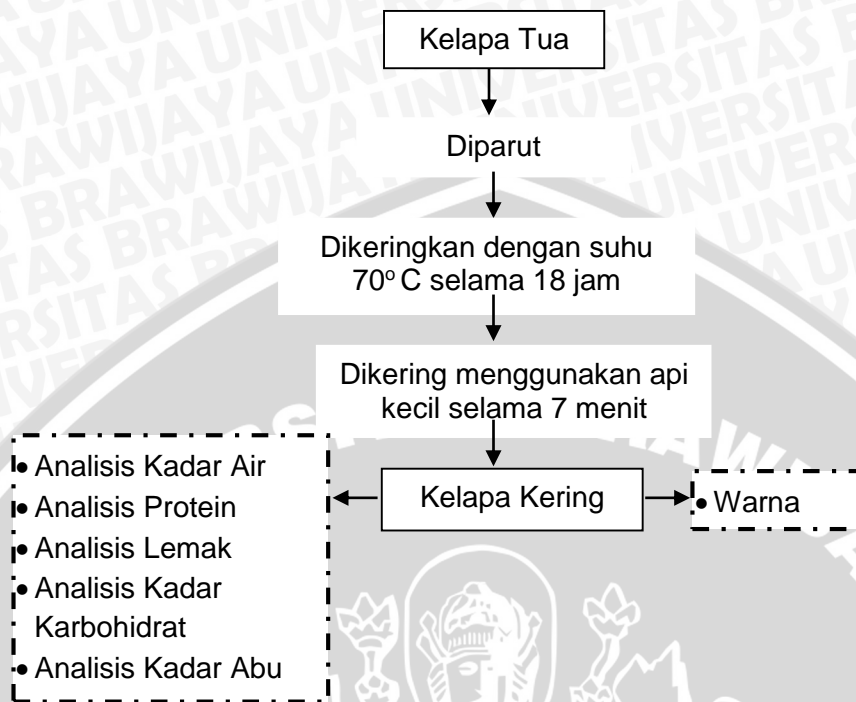 Kelapa Tua
Diparut
Dikeringkan dengan suhu
70° C selama 18 jam
Dikering menggunakan api
kecil selama 7 menit
Kelapa Kering
• Analisis Kadar Air
• Analisis Protein
• Analisis Lemak
• Analisis Kadar
Karbohidrat
• Analisis Kadar Abu
• Warna